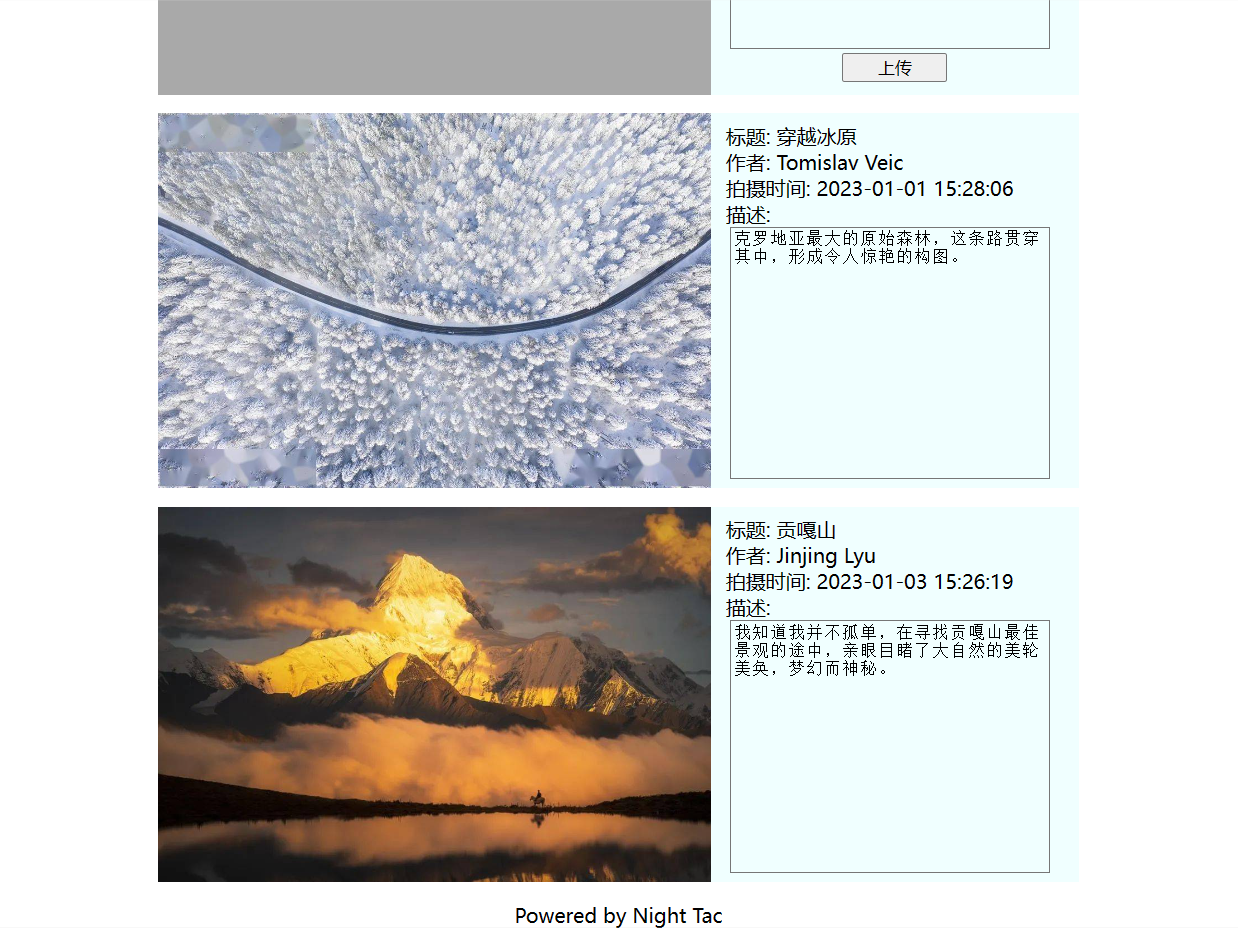 上传
标题: 穿越冰原
作者: Tomislav Veic
拍摄时间: 2023-01-01 15:28:06
描述:
克罗地亚最大的原始森林，这条路贯穿
其中，形成令人惊艳的构图。
标题: 贡嘎山
作者: Jinjing Lyu
拍摄时间: 2023-01-03 15:26:19
描述:
我知道我并不孤单，在寻找贡嘎山最佳
景观的途中，亲眼目睹了大自然的美轮
美奂，梦幻而神秘。
Powered by Night Tac